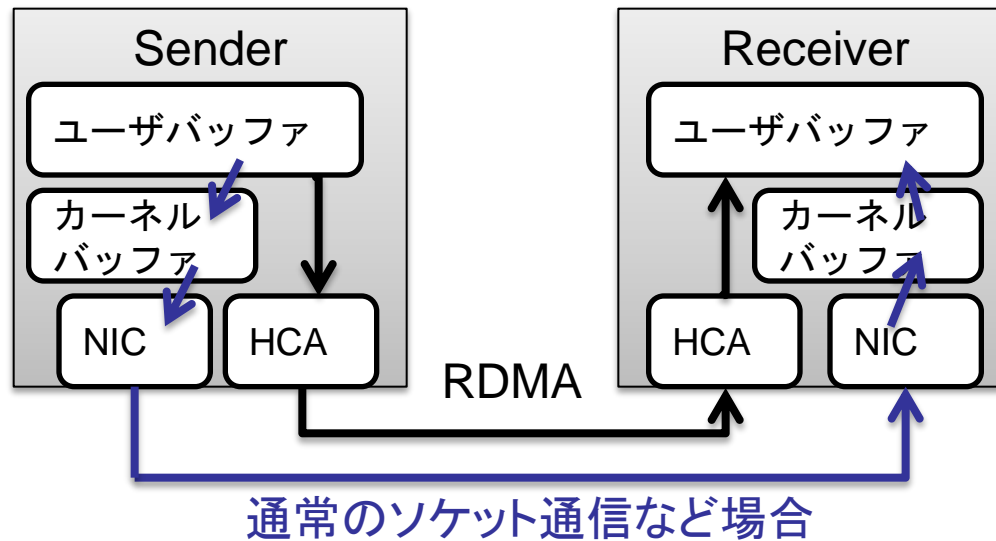 Sender
ユーザバッファ
カーネル
バッファ
NIC
HCA
Receiver
ユーザバッファ
カーネル
バッファ
HCA
NIC
RDMA
通常のソケット通信など場合